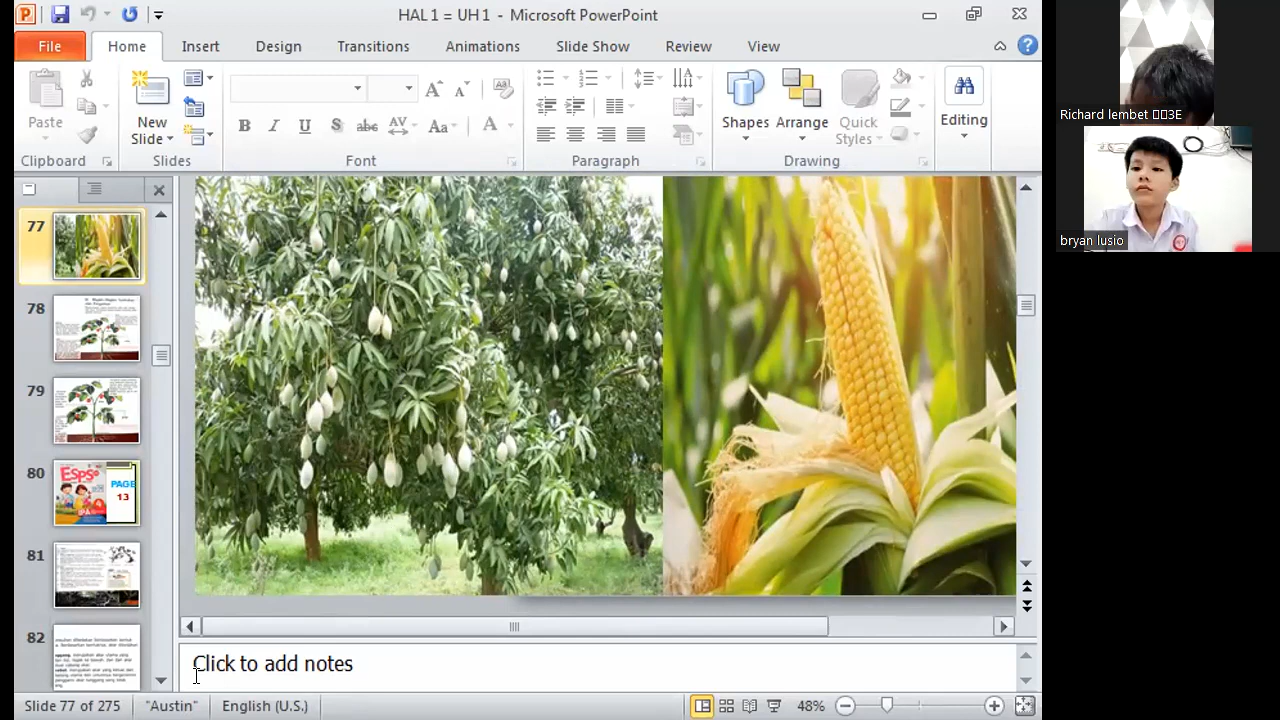 HAL 1 = UH 1 - Microsoft PowerPoint
File Home Insert Design Transitions Animations Slide Show Review View
Paste
New Slide
Shapes Arrange Quick Styles
Editing
Clipboard Slides Font Paragraph Drawing
77
78
79
80
ESPS
PAGE
13
81
82
Click to add notes
Slide 77 of 275 "Austin" English (U.S.) 48%
Richard lembet 3E
bryan lusio